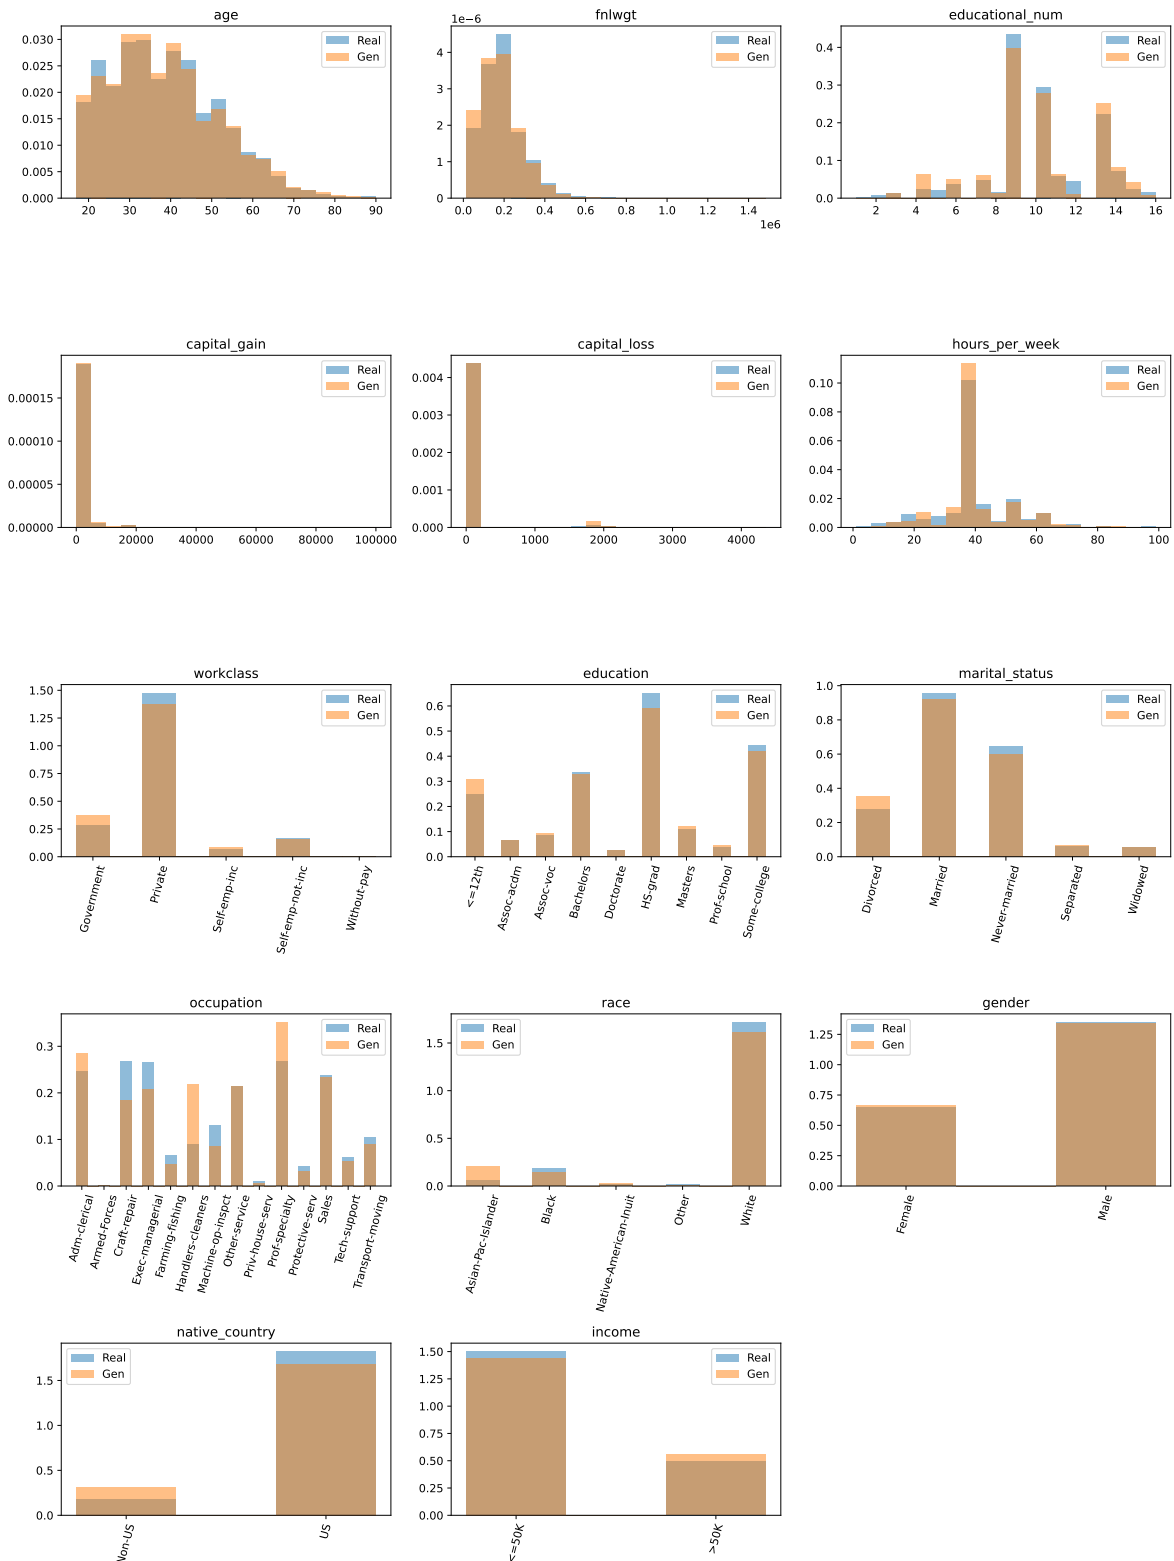 age
0.030
0.025
0.020
0.015
0.010
0.005
0.000
20 30 40 50 60 70 80 90
Real
Gen
fnlwgt
1e−6
4
3
2
1
0
0.0 0.2 0.4 0.6 0.8 1.0 1.2 1.4
1e6
Real
Gen
educational_num
0.4
0.3
0.2
0.1
0.0
2 4 6 8 10 12 14 16
Real
Gen
capital_gain
0.00015
0.00010
0.00005
0.00000
0 20000 40000 60000 80000 100000
Real
Gen
capital_loss
0.004
0.003
0.002
0.001
0.000
0 1000 2000 3000 4000
Real
Gen
hours_per_week
0.10
0.08
0.06
0.04
0.02
0.00
0 20 40 60 80 100
Real
Gen
workclass
1.50
1.25
1.00
0.75
0.50
0.25
0.00
Government
Private
Self-emp-inc
Self-emp-not-inc
Without-pay
Real
Gen
education
0.6
0.5
0.4
0.3
0.2
0.1
0.0
<=12th
Assoc-acdm
Assoc-voc
Bachelors
Doctorate
HS-grad
Masters
Prof-school
Some-college
Real
Gen
marital_status
1.0
0.8
0.6
0.4
0.2
0.0
Divorced
Married
Never-married
Separated
Widowed
Real
Gen
occupation
0.3
0.2
0.1
0.0
Adm-clerical
Armed-Forces
Craft-repair
Exec-managerial
Farming-fishing
Handlers-cleaners
Machine-op-inspct
Other-service
Priv-house-serv
Prof-specialty
Protective-serv
Sales
Tech-support
Transport-moving
Real
Gen
race
1.5
1.0
0.5
0.0
Asian-Pac-Islander
Black
Native-American-Inuit
Other
White
Real
Gen
gender
1.25
1.00
0.75
0.50
0.25
0.00
Female
Male
Real
Gen
native_country
1.5
1.0
0.5
0.0
Non-US
US
Real
Gen
income
1.50
1.25
1.00
0.75
0.50
0.25
0.00
<=50K
>50K
Real
Gen